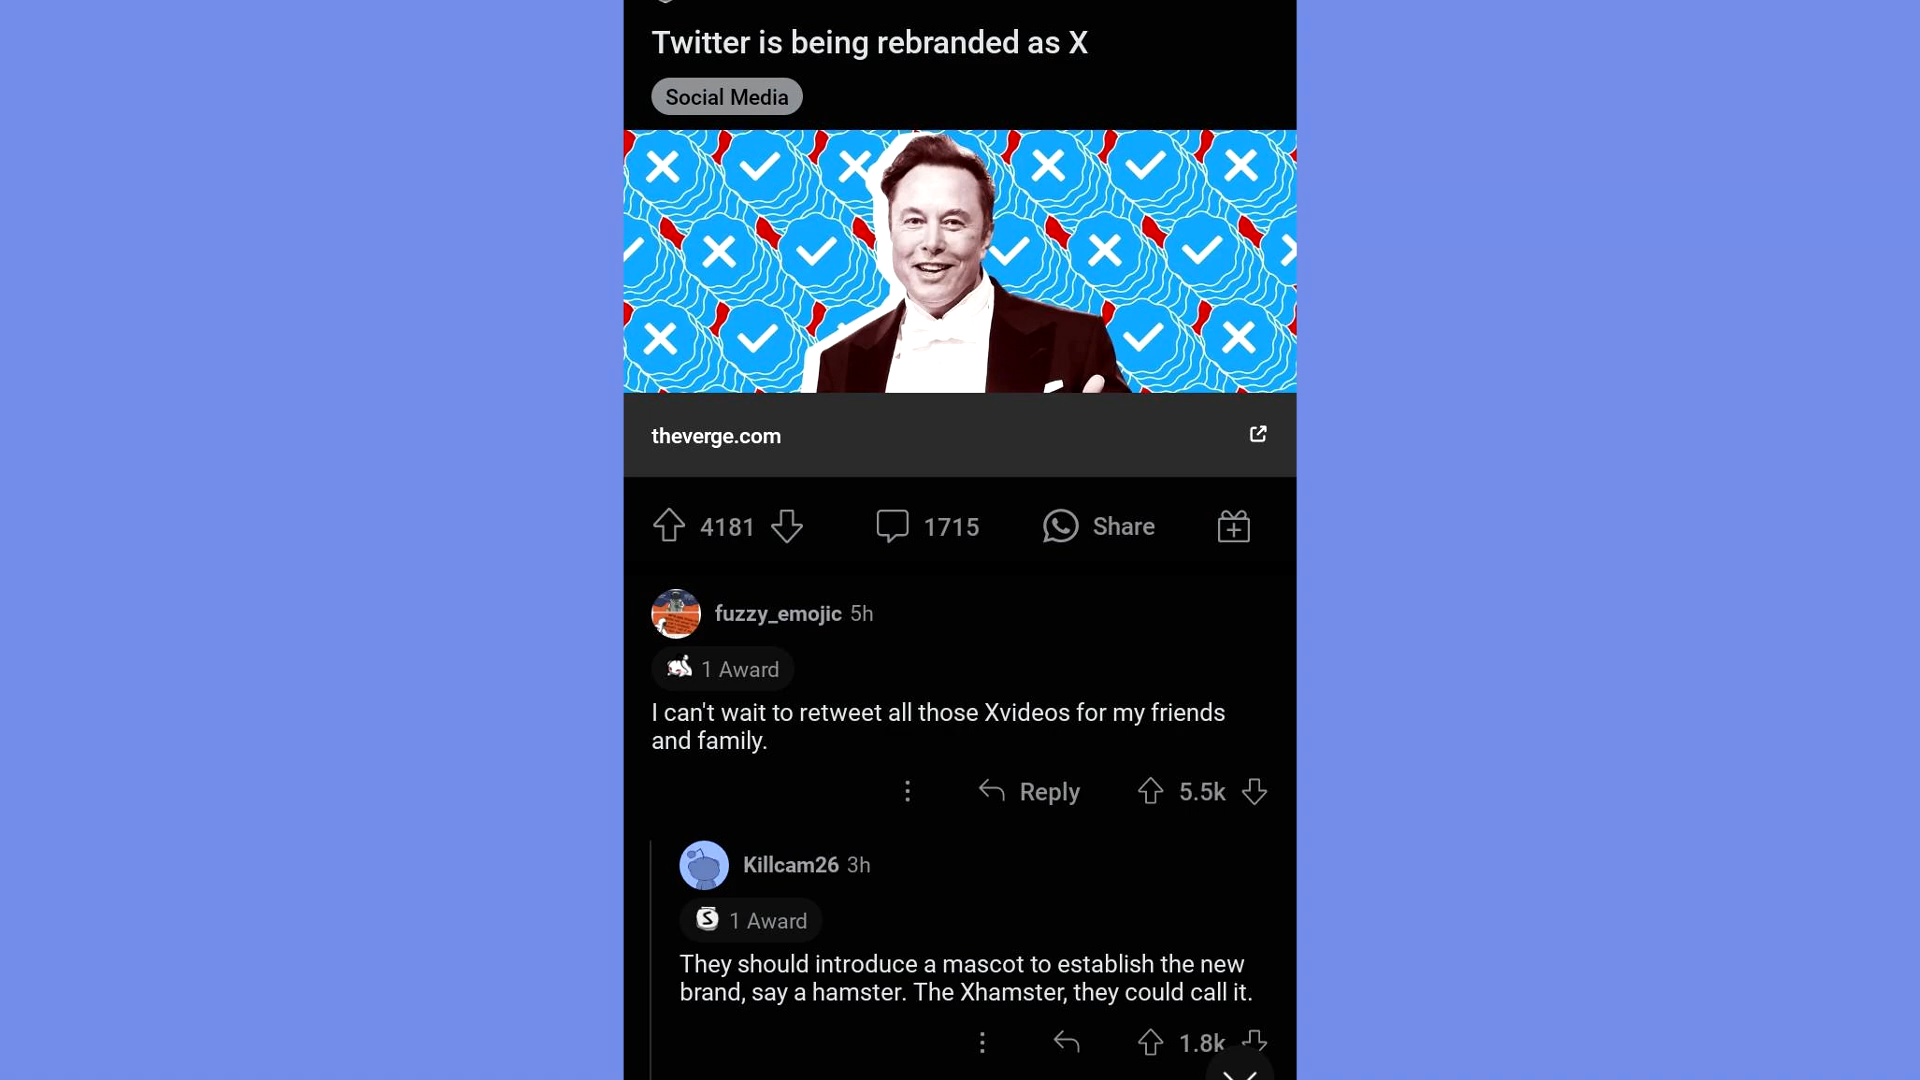 Twitter is being rebranded as X
Social Media
theverge.com
4181
1715
Share
fuzzy_emojic 5h
1 Award
I can't wait to retweet all those Xvideos for my friends
and family.
Reply
5.5k
Killcam26 3h
1 Award
They should introduce a mascot to establish the new
brand, say a hamster. The Xhamster, they could call it.
1.8k